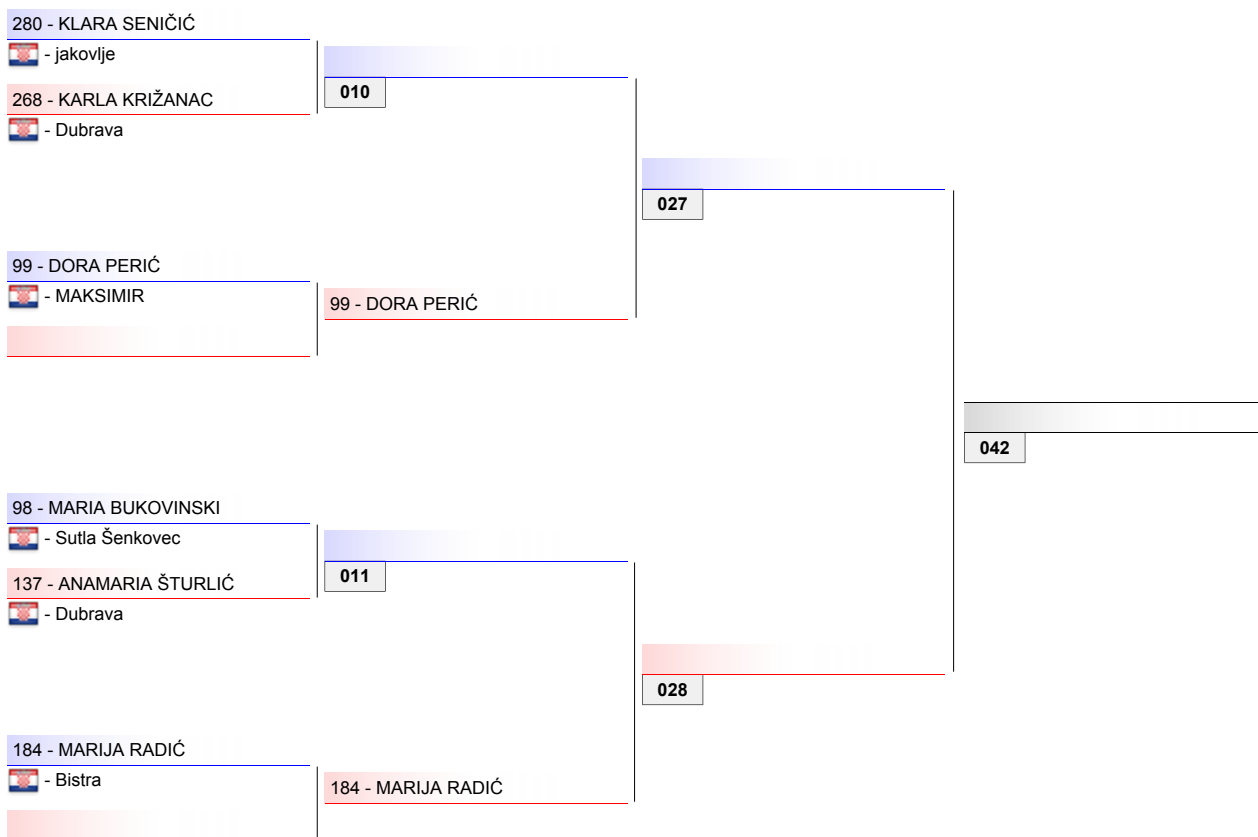 280 - KLARA SENIČIĆ
- jakovlje
268 - KARLA KRIŽANAC
010
- Dubrava
027
99 - DORA PERIĆ
- MAKSIMIR
99 - DORA PERIĆ
042
98 - MARIA BUKOVINSKI
- Sutla Šenkovec
137 - ANAMARIA ŠTURLIĆ
011
- Dubrava
028
184 - MARIJA RADIĆ
- Bistra
184 - MARIJA RADIĆ